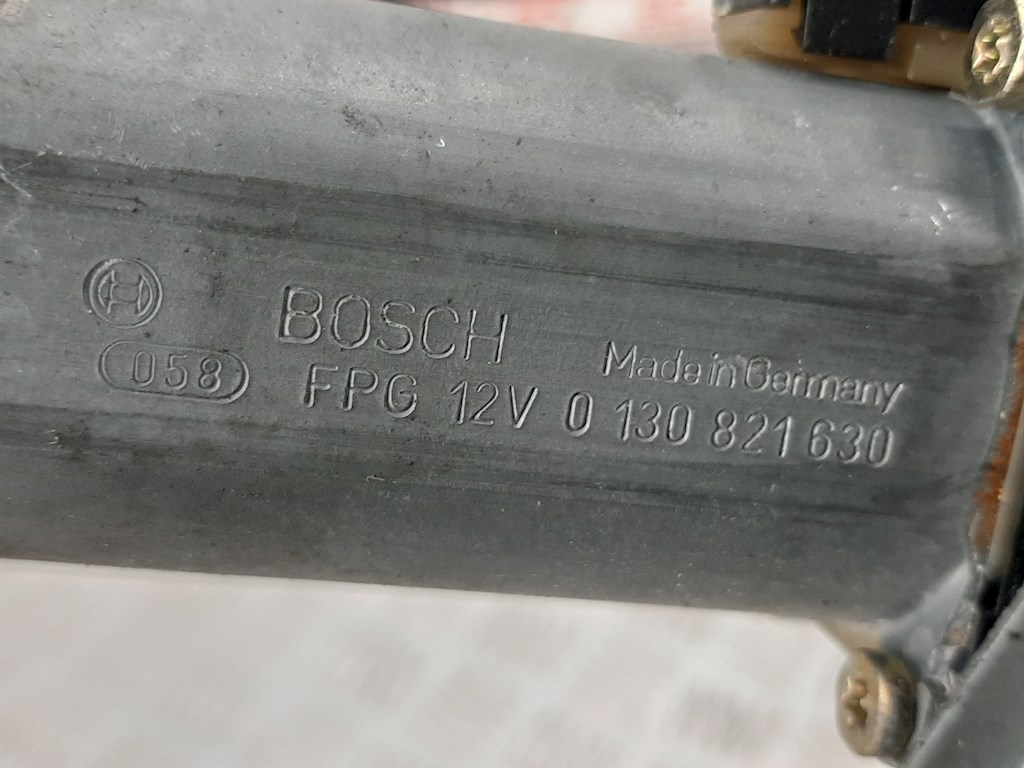 BOSCH
Made in Germany
058
FPG 12V 0 130 821 630